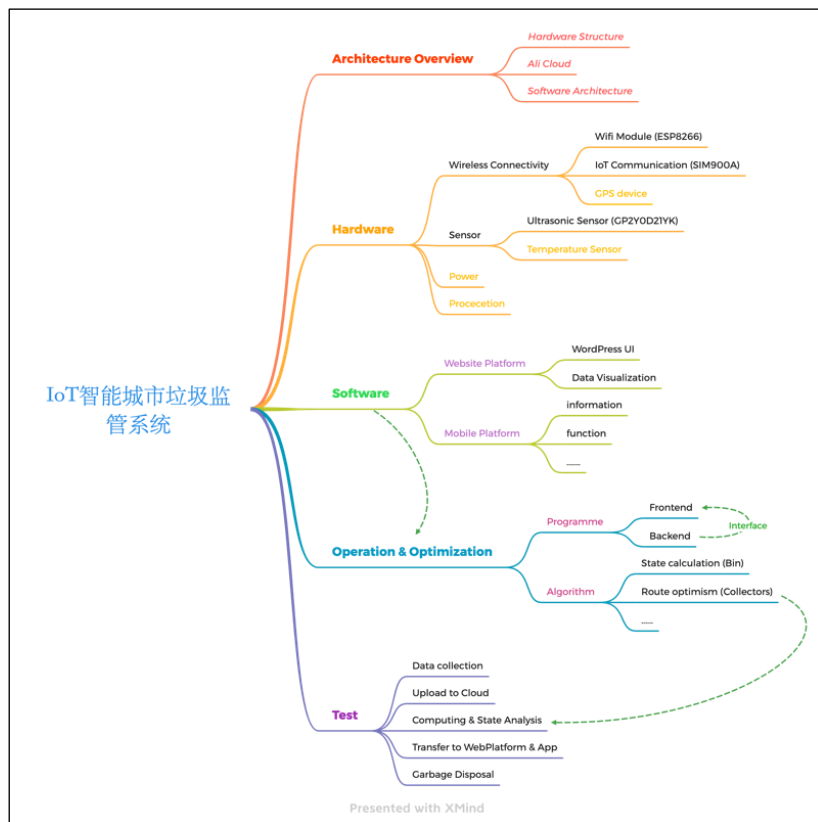 Hardware Structure
Architecture Overview
Ali Cloud
Software Architecture
Wifi Module (ESP8266)
Wireless Connectivity
IoT Communication (SIM900A)
GPS device
Hardware
Ultrasonic Sensor (GP2Y0D21YK)
Sensor
Temperature Sensor
Power
Procecetion
IoT智能城市垃圾监
管系统
WordPress UI
Website Platform
Data Visualization
Software
information
Mobile Platform
function
......
Frontend
Programme
Interface
Backend
Operation & Optimization
State calculation (Bin)
Algorithm
Route optimism (Collectors)
......
Data collection
Upload to Cloud
Test
Computing & State Analysis
Transfer to WebPlatform & App
Garbage Disposal
Presented with XMind